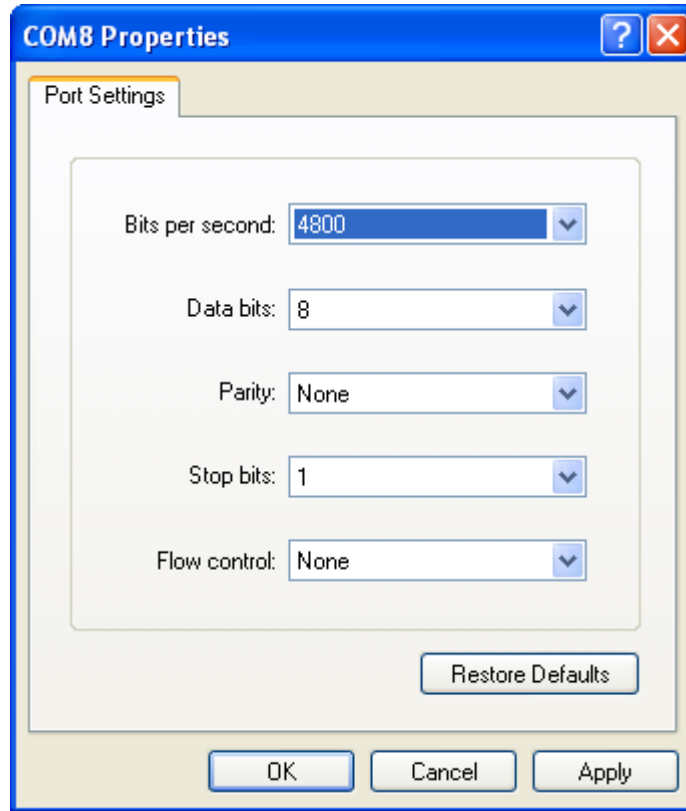 COM8 Properties
Port Settings
Bits per second: 4800
Data bits: 8
Parity: None
Stop bits: 1
Flow control: None
Restore Defaults
OK Cancel Apply